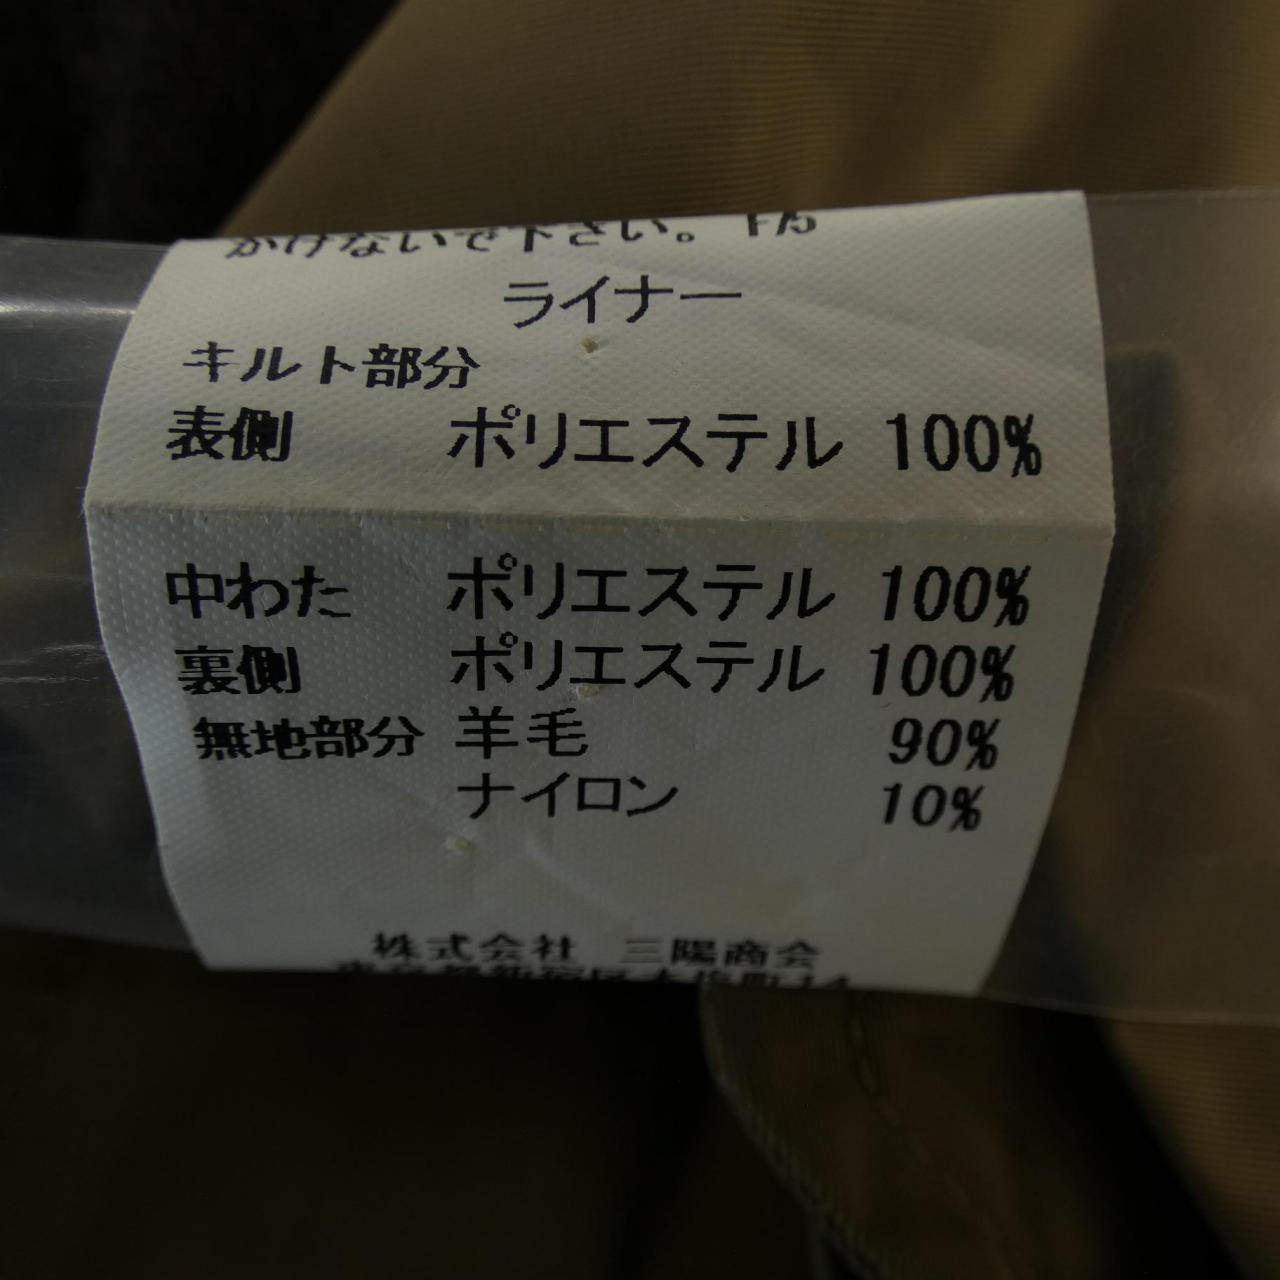 かけないで下さい。 F/5
ライナー
キルト部分
表側 ポリエステル 100%
中わた ポリエステル 100%
裏側 ポリエステル 100%
無地部分 羊毛 90%
ナイロン 10%
株式会社 三陽商会